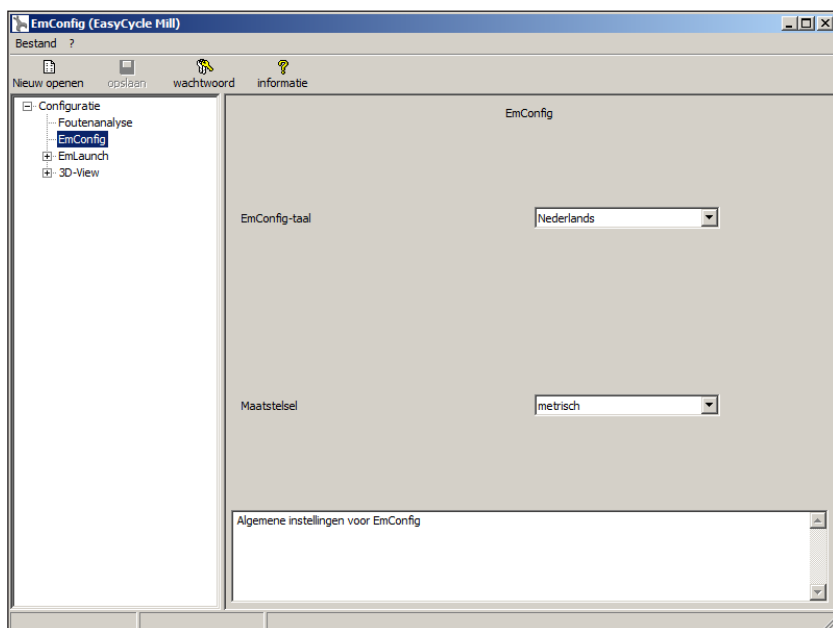 EmConfig (EasyCycle Mill)
Bestand ?
Nieuw openen opslaan wachtwoord informatie
Configuratie
Foutenanalyse
EmConfig
EmLaunch
3D-View
EmConfig
EmConfig-taal Nederlands
Maatstelsel metrisch
Algemene instellingen voor EmConfig